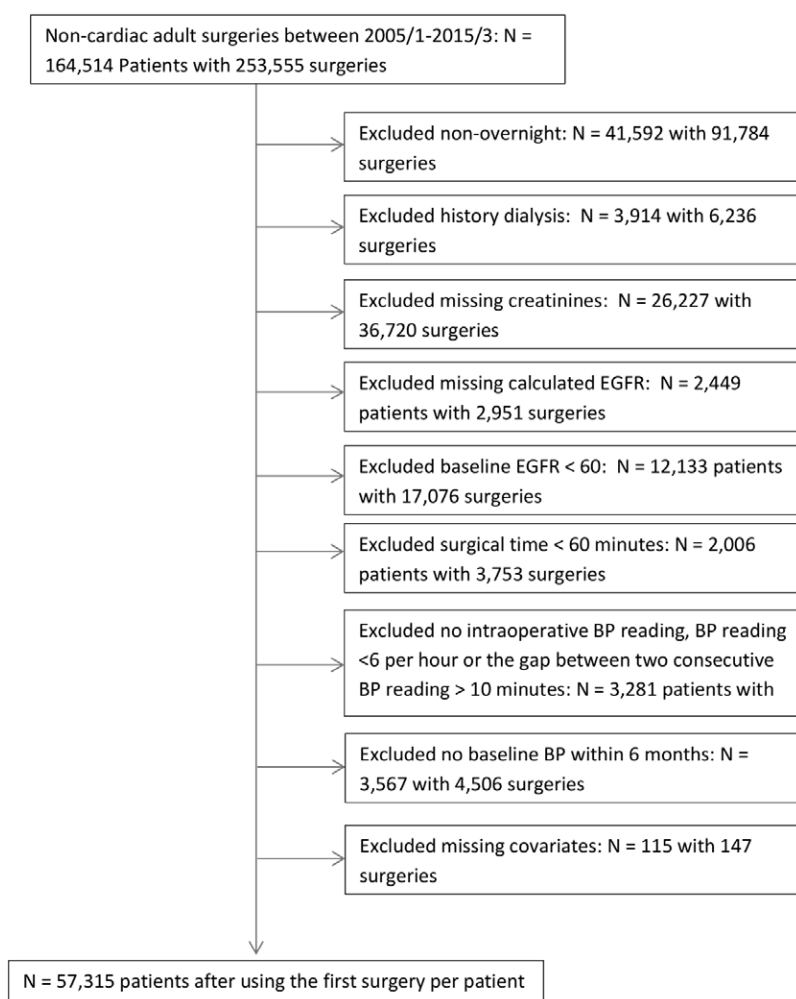 Non-cardiac adult surgeries between 2005/1-2015/3: N =
164,514 Patients with 253,555 surgeries
Excluded non-overnight: N = 41,592 with 91,784
surgeries
Excluded history dialysis:  N = 3,914 with 6,236
surgeries
Excluded missing creatinines:  N = 26,227 with
36,720 surgeries
Excluded missing calculated EGFR:  N = 2,449
patients with 2,951 surgeries
Excluded baseline EGFR < 60:  N = 12,133 patients
with 17,076 surgeries
Excluded surgical time < 60 minutes: N = 2,006
patients with 3,753 surgeries
Excluded no intraoperative BP reading, BP reading
<6 per hour or the gap between two consecutive
BP reading > 10 minutes: N = 3,281 patients with
Excluded no baseline BP within 6 months: N =
3,567 with 4,506 surgeries
Excluded missing covariates: N = 115 with 147
surgeries
N = 57,315 patients after using the first surgery per patient